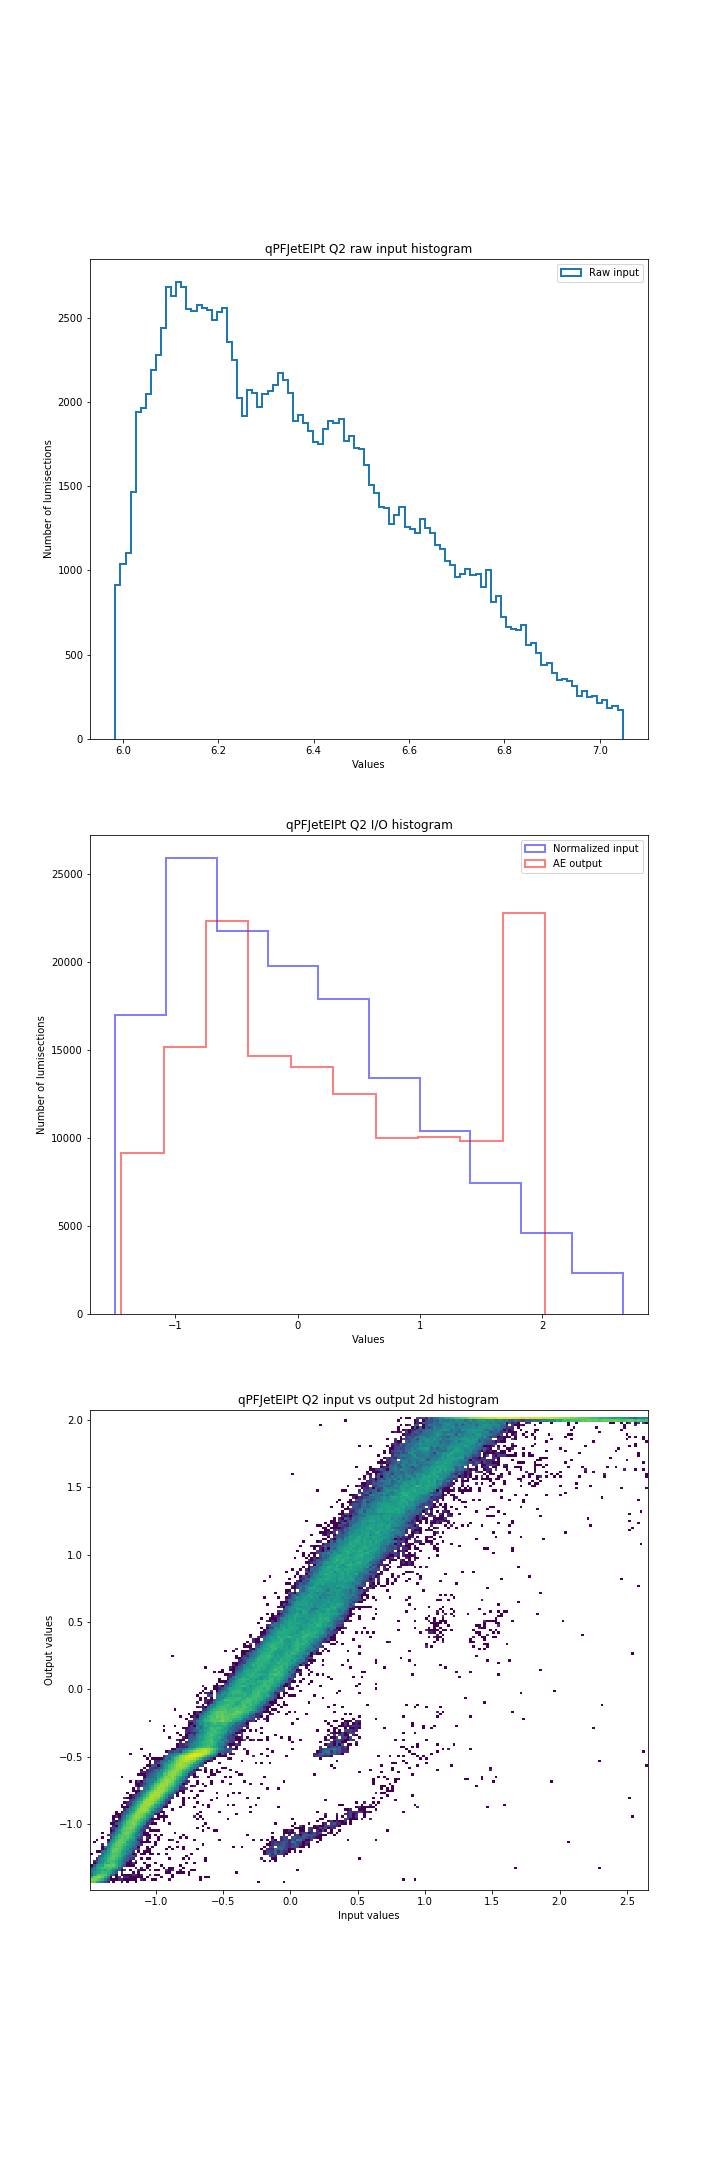 qPFJetEIPt Q2 raw input histogram
Raw input
2500
2000
1500
1000
500
0
Number of lumisections
6.0 6.2 6.4 6.6 6.8 7.0
Values
qPFJetEIPt Q2 I/O histogram
Normalized input
AE output
25000
20000
15000
10000
5000
0
Number of lumisections
−1 0 1 2
Values
qPFJetEIPt Q2 input vs output 2d histogram
2.0
1.5
1.0
0.5
0.0
−0.5
−1.0
Output values
−1.0 −0.5 0.0 0.5 1.0 1.5 2.0 2.5
Input values